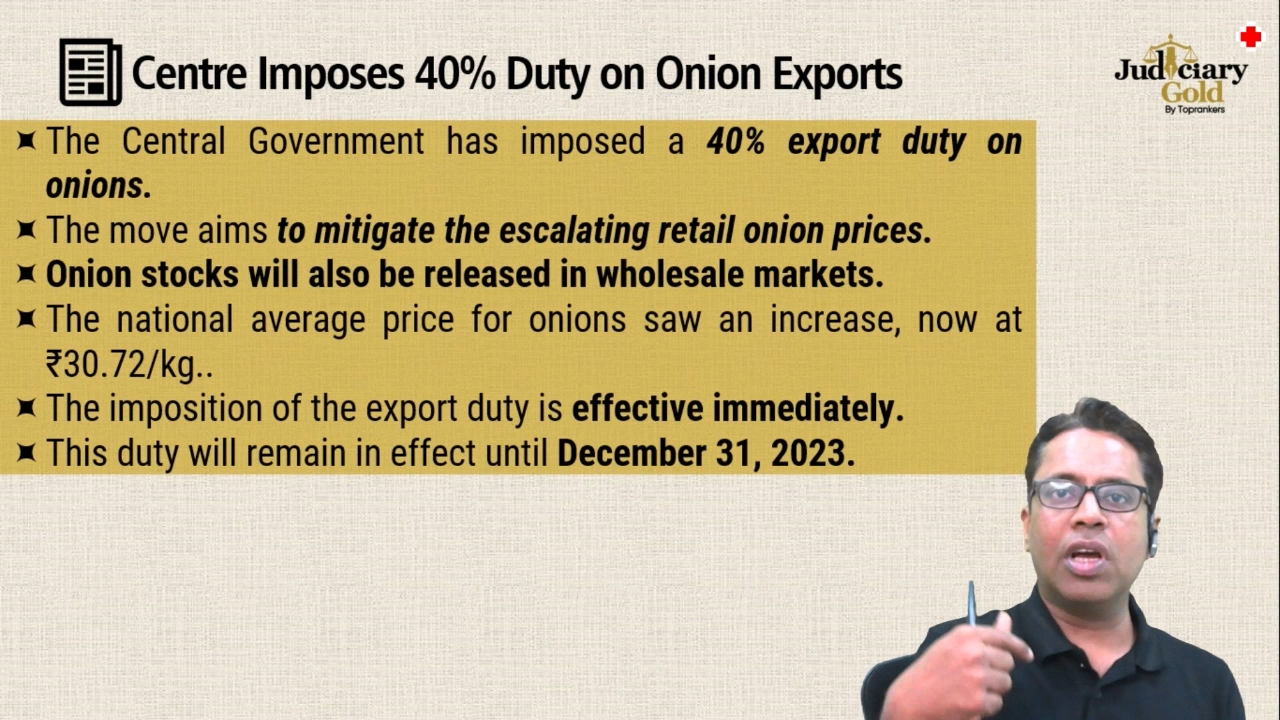 Centre Imposes 40% Duty on Onion Exports
Judiciary
Gold
By Toprankers
The Central Government has imposed a 40% export duty on
onions.
The move aims to mitigate the escalating retail onion prices.
Onion stocks will also be released in wholesale markets.
The national average price for onions saw an increase, now at
₹30.72/kg..
The imposition of the export duty is effective immediately.
This duty will remain in effect until December 31, 2023.